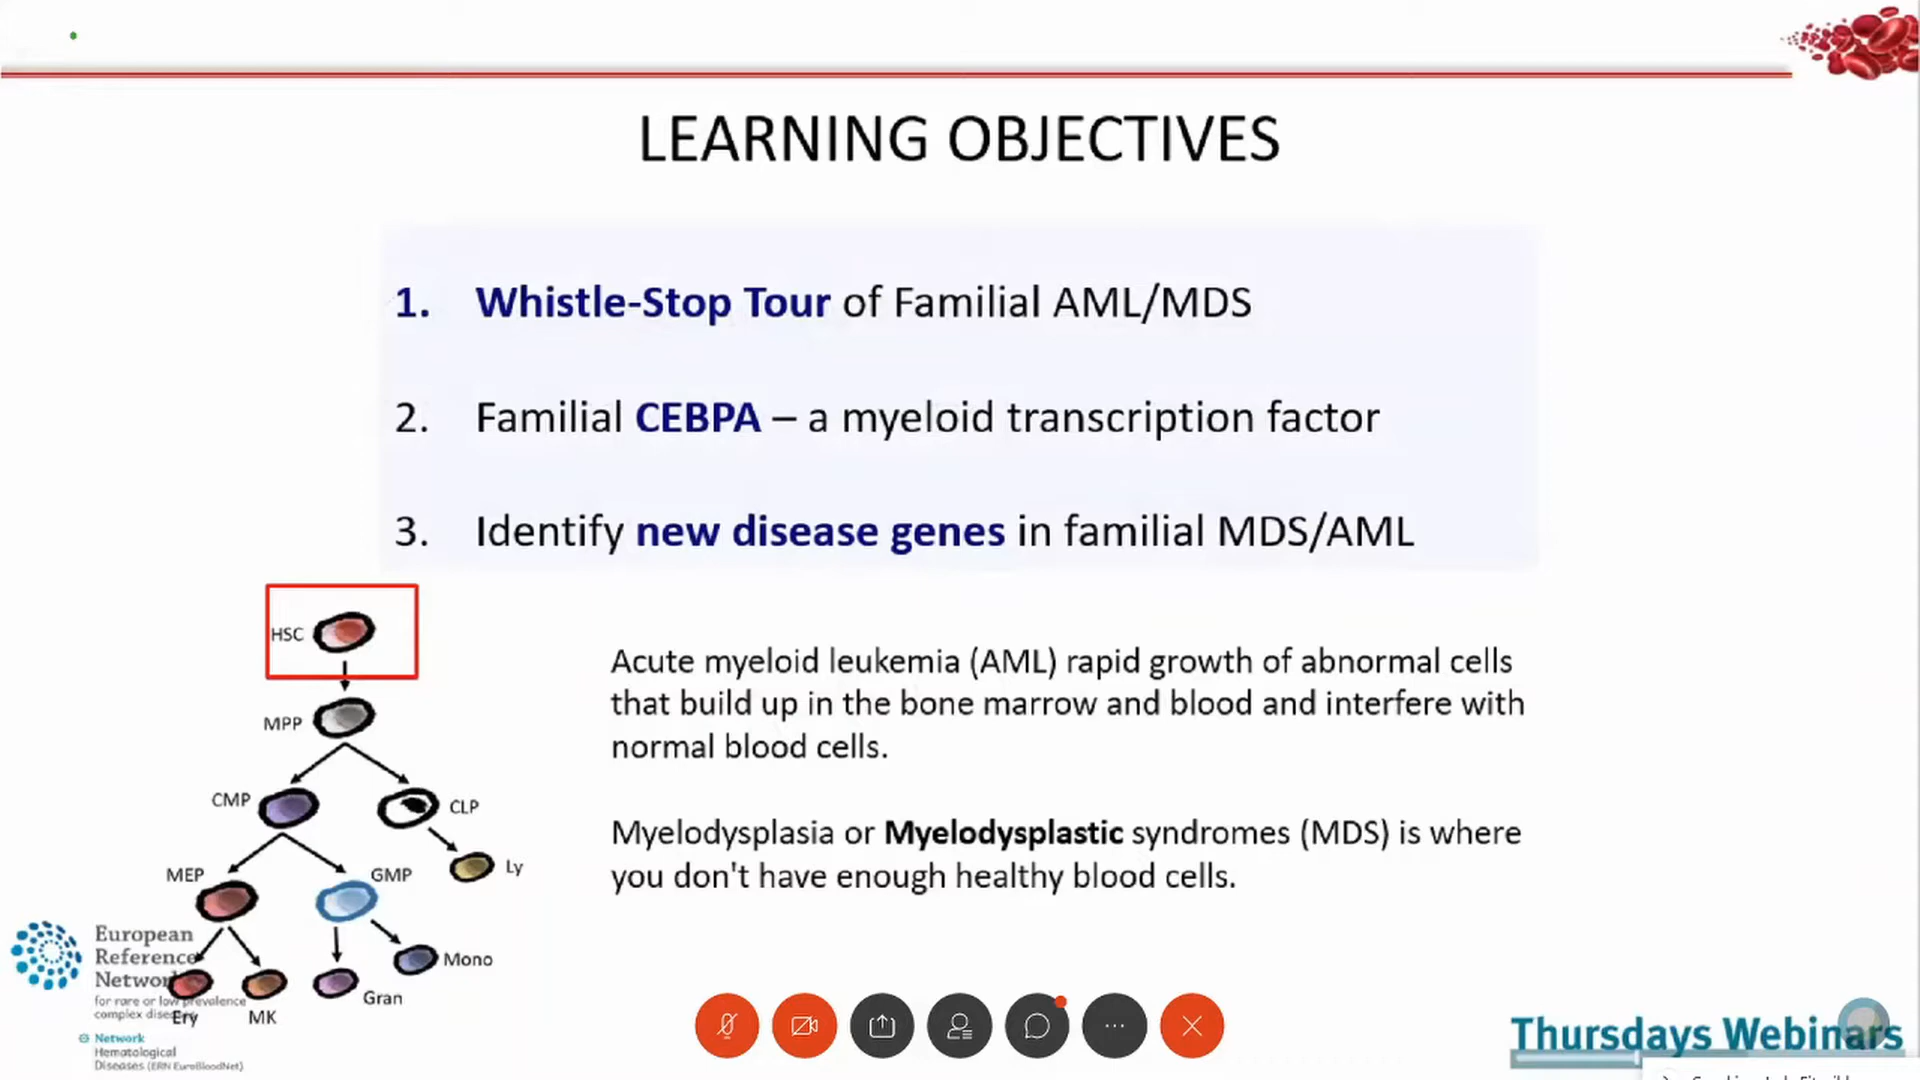 LEARNING OBJECTIVES
1. Whistle-Stop Tour of Familial AML/MDS
2. Familial CEBPA – a myeloid transcription factor
3. Identify new disease genes in familial MDS/AML
HSC
MPP
CMP
CLP
MEP
GMP
Ly
Mono
Gran
Ery
MK
Acute myeloid leukemia (AML) rapid growth of abnormal cells
that build up in the bone marrow and blood and interfere with
normal blood cells.
Myelodysplasia or Myelodysplastic syndromes (MDS) is where
you don't have enough healthy blood cells.
European
Reference
Network
for rare or low prevalence
complex diseases
Network
Hematological
Diseases (ERN EuroBloodNet)
Thursdays Webinars